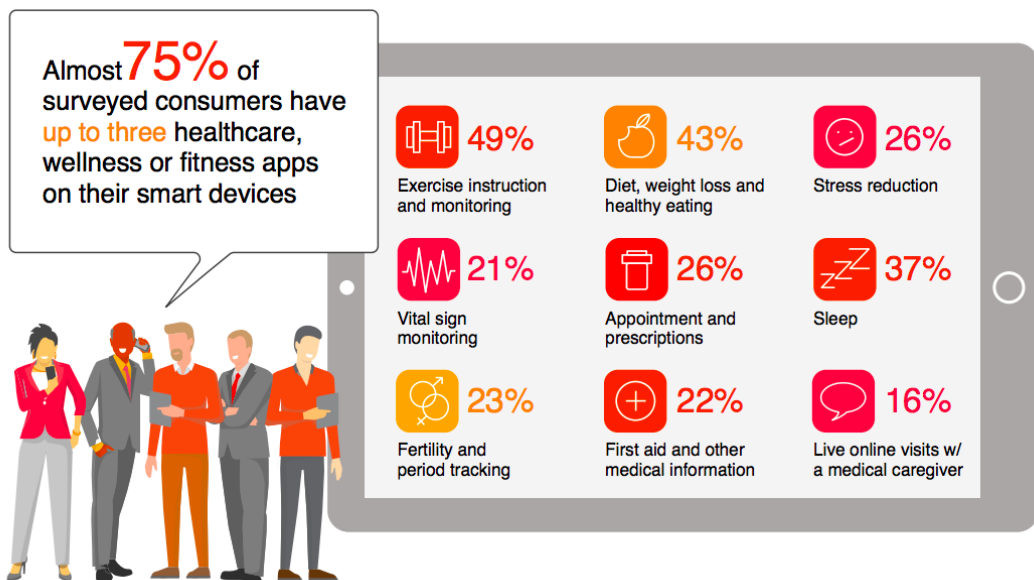 Almost 75% of
surveyed consumers have
up to three healthcare,
wellness or fitness apps
on their smart devices
49%
Exercise instruction
and monitoring
43%
Diet, weight loss and
healthy eating
26%
Stress reduction
21%
Vital sign
monitoring
26%
Appointment and
prescriptions
ZZZ
37%
Sleep
23%
Fertility and
period tracking
22%
First aid and other
medical information
16%
Live online visits w/
a medical caregiver